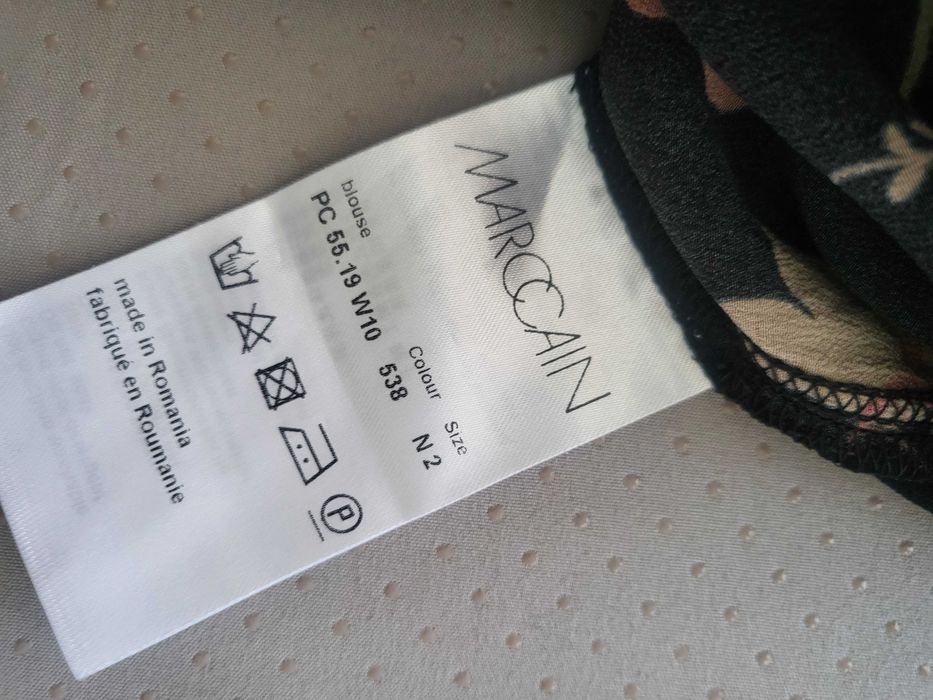 MARCCAIN
blouse Colour Size
PC 55.19 W10 538 N 2
P
made in Romania
fabriqué en Roumanie